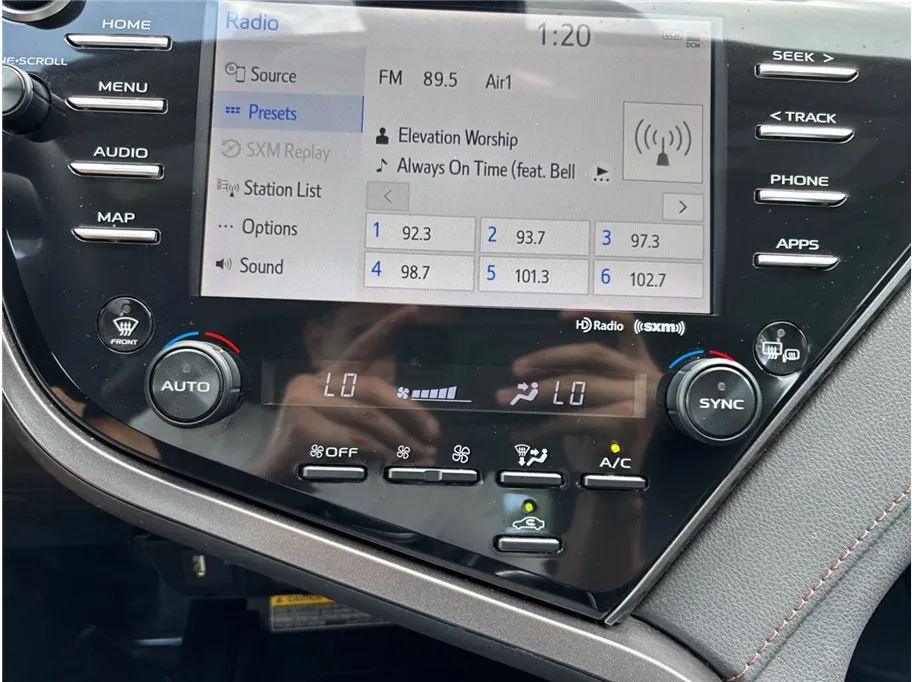 Radio
1:20
DCM
HOME
NE•SCROLL
MENU
AUDIO
MAP
SEEK >
< TRACK
PHONE
APPS
Source
Presets
SXM Replay
Station List
Options
Sound
FM 89.5 Air1
Elevation Worship
Always On Time (feat. Bell
1 92.3
2 93.7
3 97.3
4 98.7
5 101.3
6 102.7
HD Radio ((sxm))
FRONT
AUTO
LO
LO
SYNC
OFF
A/C